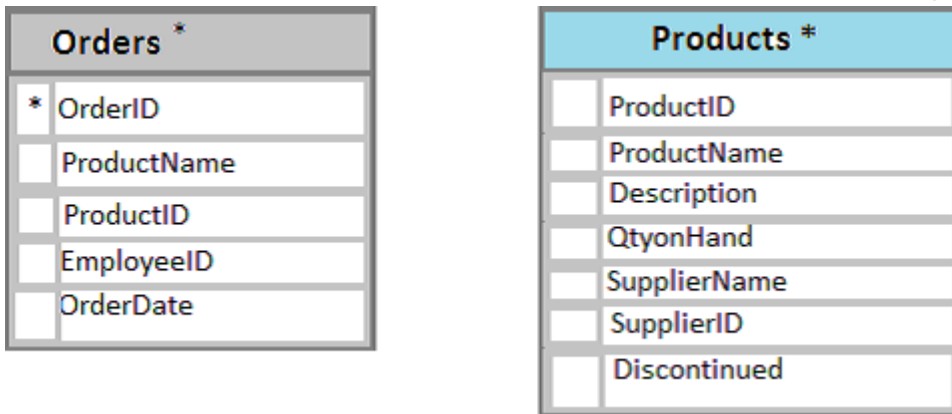 Orders *
* OrderID
ProductName
ProductID
EmployeeID
OrderDate
Products *
ProductID
ProductName
Description
QtyonHand
SupplierName
SupplierID
Discontinued